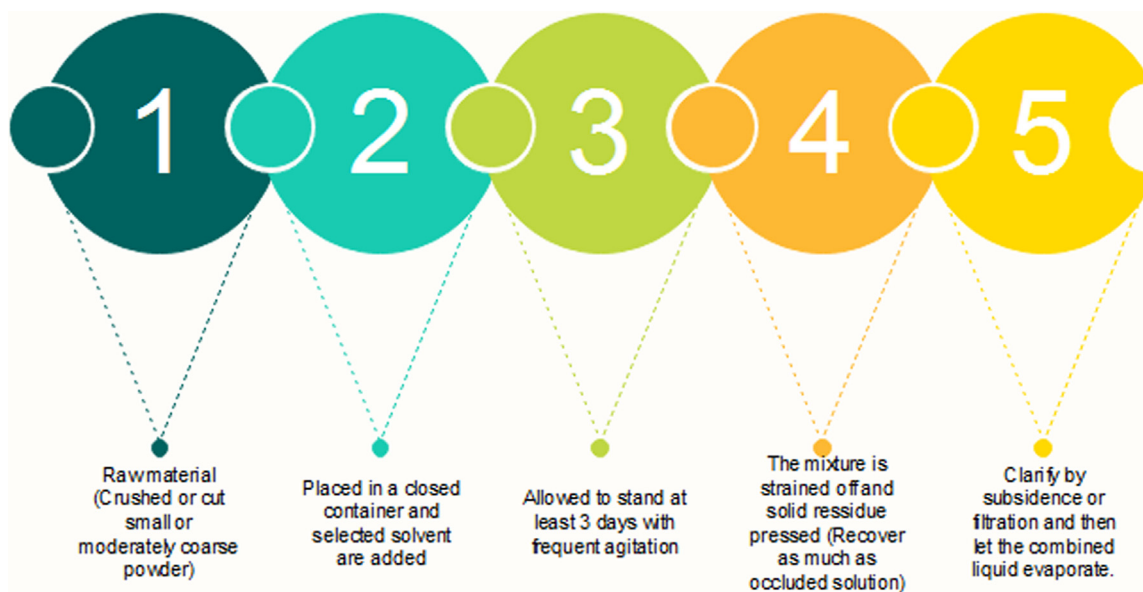 1
2
3
4
5
Raw material
(Crushed or cut
small or
moderately coarse
powder)
Placed in a closed
container and
selected solvent
are added
Allowed to stand at
least 3 days with
frequent agitation
The mixture is
strained off and
solid ressidue
pressed (Recover
as much as
occluded solution)
Clarify by
subsidence or
filtration and then
let the combined
liquid evaporate.